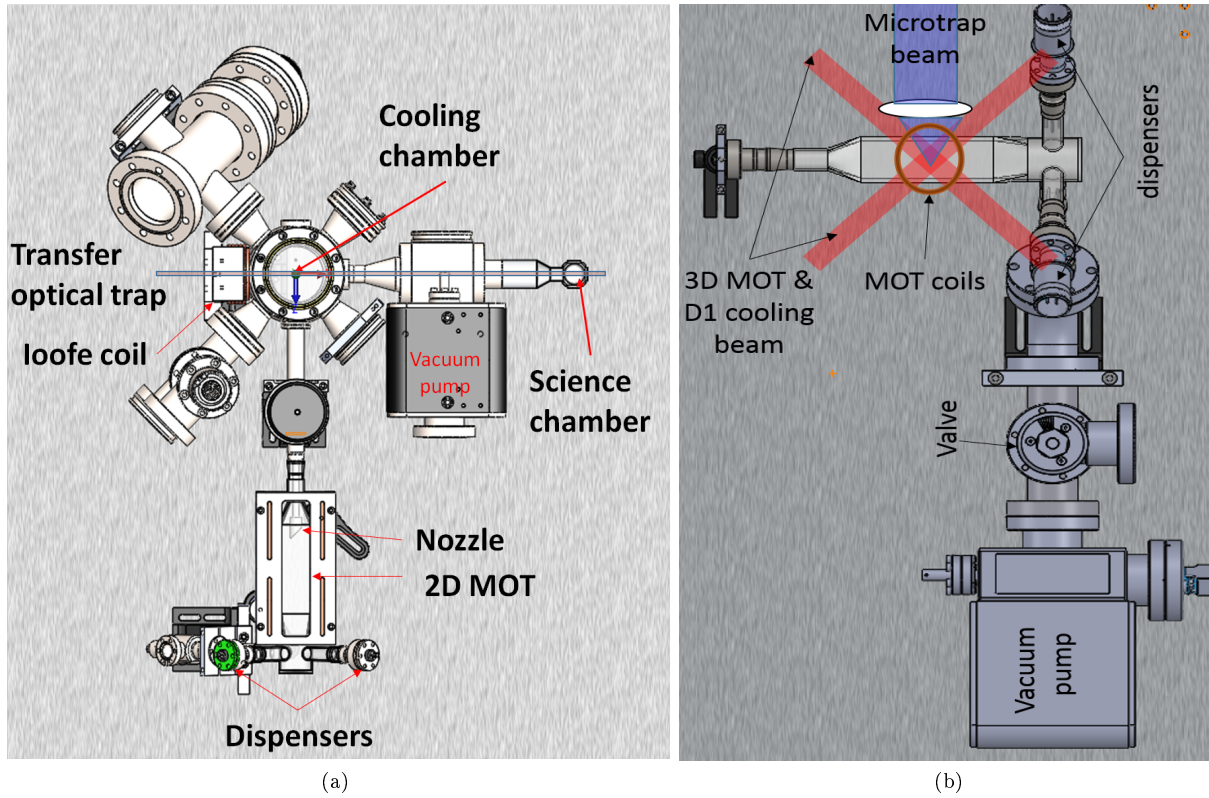 Cooling
chamber
Transfer
optical trap
Ioofe coil
Vacuum
pump
Science
chamber
Nozzle
2D MOT
Dispensers
(a)
Microtrap
beam
dispensers
3D MOT &
D1 cooling
beam
MOT coils
Valve
Vacuum
pump
(b)